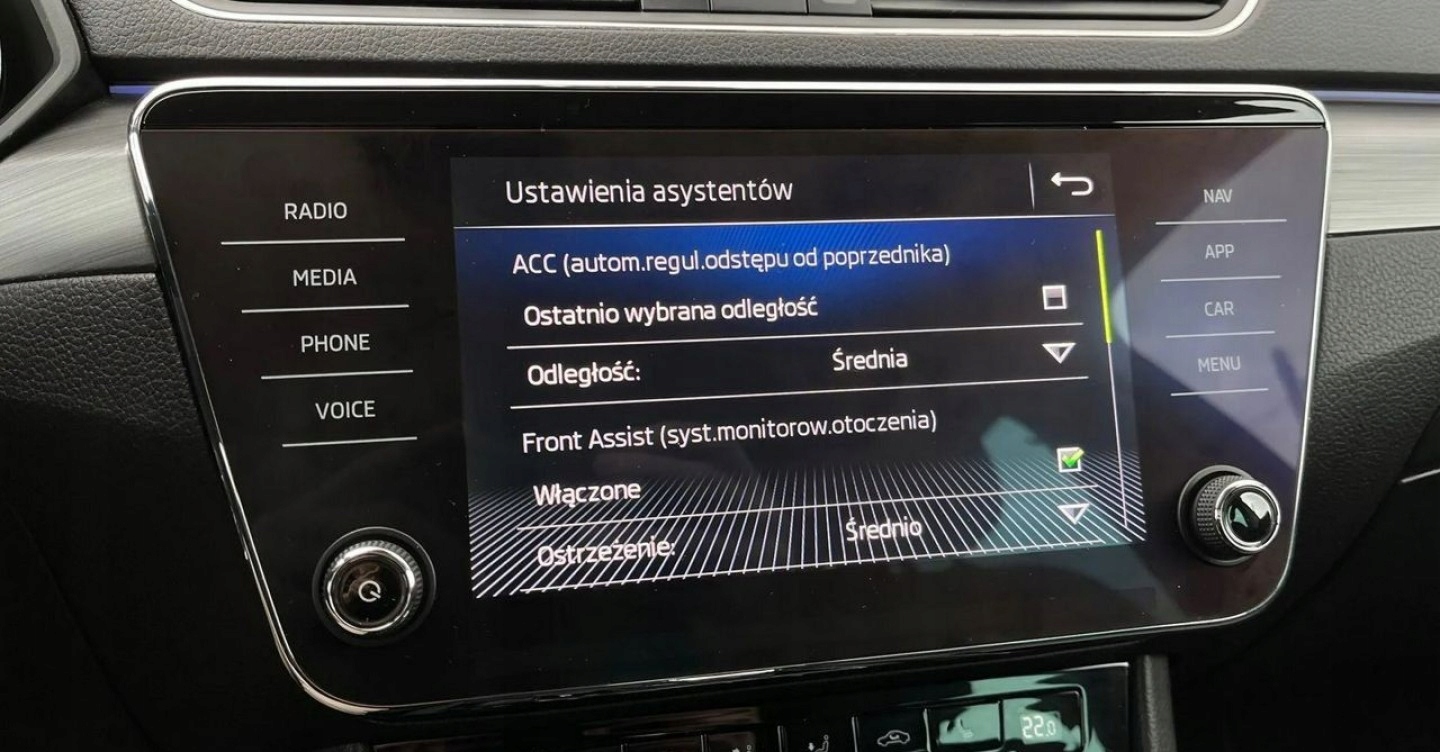 RADIO
MEDIA
PHONE
VOICE
Ustawienia asystentów
ACC (autom.regul.odstępu od poprzednika)
Ostatnio wybrana odległość
Odległość: Średnia
Front Assist (syst.monitorow.otoczenia)
Włączone
Ostrzeżenie: Średnio
NAV
APP
CAR
MENU
22.0